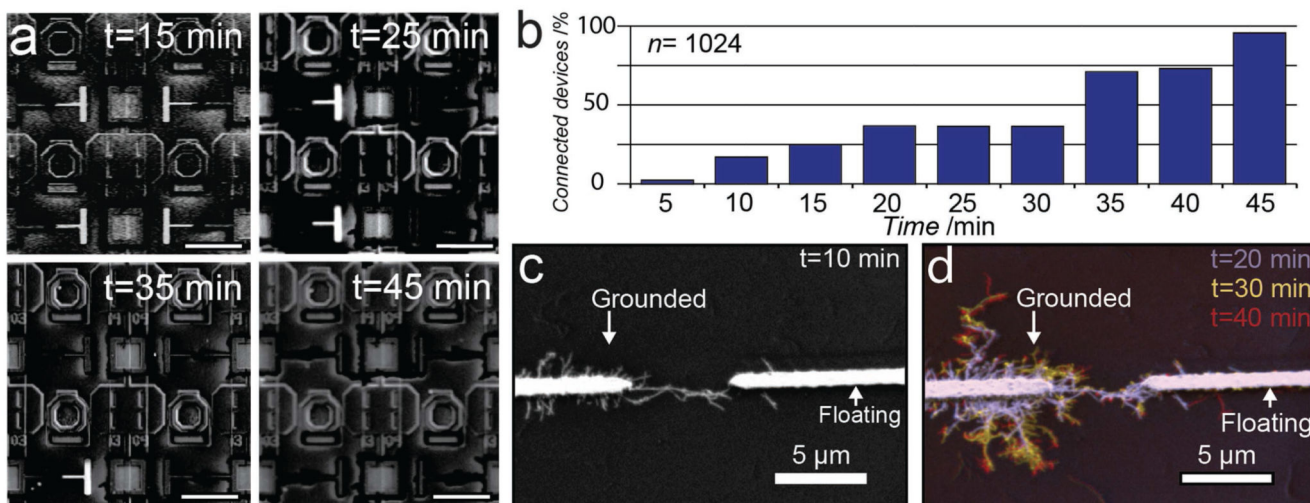 a
t=15 min
t=25 min
t=35 min
t=45 min
b
Connected devices /%
n= 1024
100
50
0
5 10 15 20 25 30 35 40 45
Time /min
c
t=10 min
Grounded
Floating
5 µm
d
t=20 min
t=30 min
t=40 min
Grounded
Floating
5 µm